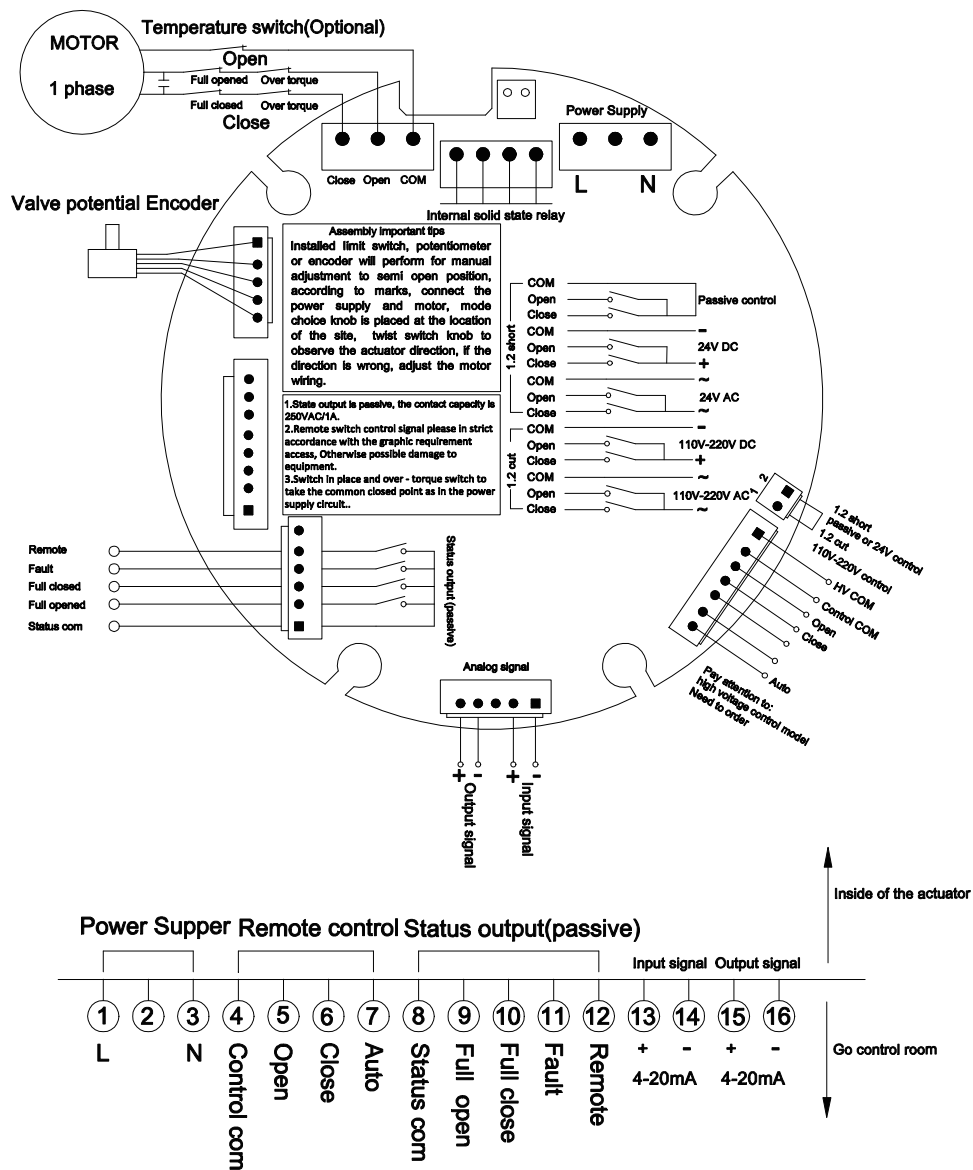 Temperature switch(Optional)
MOTOR
1 phase
Open
Full opened
Over torque
Full closed
Over torque
Close
Power Supply
Close
Open
COM
L
N
Internal solid state relay
Valve potential Encoder
Assembly important tips
Installed limit switch, potentiometer
or encoder will perform for manual
adjustment to semi open position,
according to marks, connect the
power supply and motor, mode
choice knob is placed at the location
of the site, twist switch knob to
observe the actuator direction, if the
direction is wrong, adjust the motor
wiring.
1.State output is passive, the contact capacity is
250VAC/1A.
2.Remote switch control signal please in strict
accordance with the graphic requirement
access, Otherwise possible damage to
equipment.
3.Switch in place and over - torque switch to
take the common closed point as in the power
supply circuit..
1.2 short
COM
Open
Close
Passive control
COM
-
Open
24V DC
Close
+
COM
~
Open
24V AC
Close
~
1.2 cut
COM
-
Open
110V-220V DC
Close
+
COM
~
Open
110V-220V AC
Close
~
1
2
1.2 short
passive or 24V control
1.2 cut
110V-220V control
HV COM
Control COM
Open
Close
Auto
Pay attention to:
high voltage control model
Need to order
Remote
Fault
Full closed
Full opened
Status com
Status output (passive)
Analog signal
+
-
+
-
Output signal
Input signal
Inside of the actuator
Power Supper
Remote control
Status output(passive)
Input signal
Output signal
1
2
3
4
5
6
7
8
9
10
11
12
13
14
15
16
L
N
Control com
Open
Close
Auto
Status com
Full open
Full close
Fault
Remote
+
-
+
-
4-20mA
4-20mA
Go control room